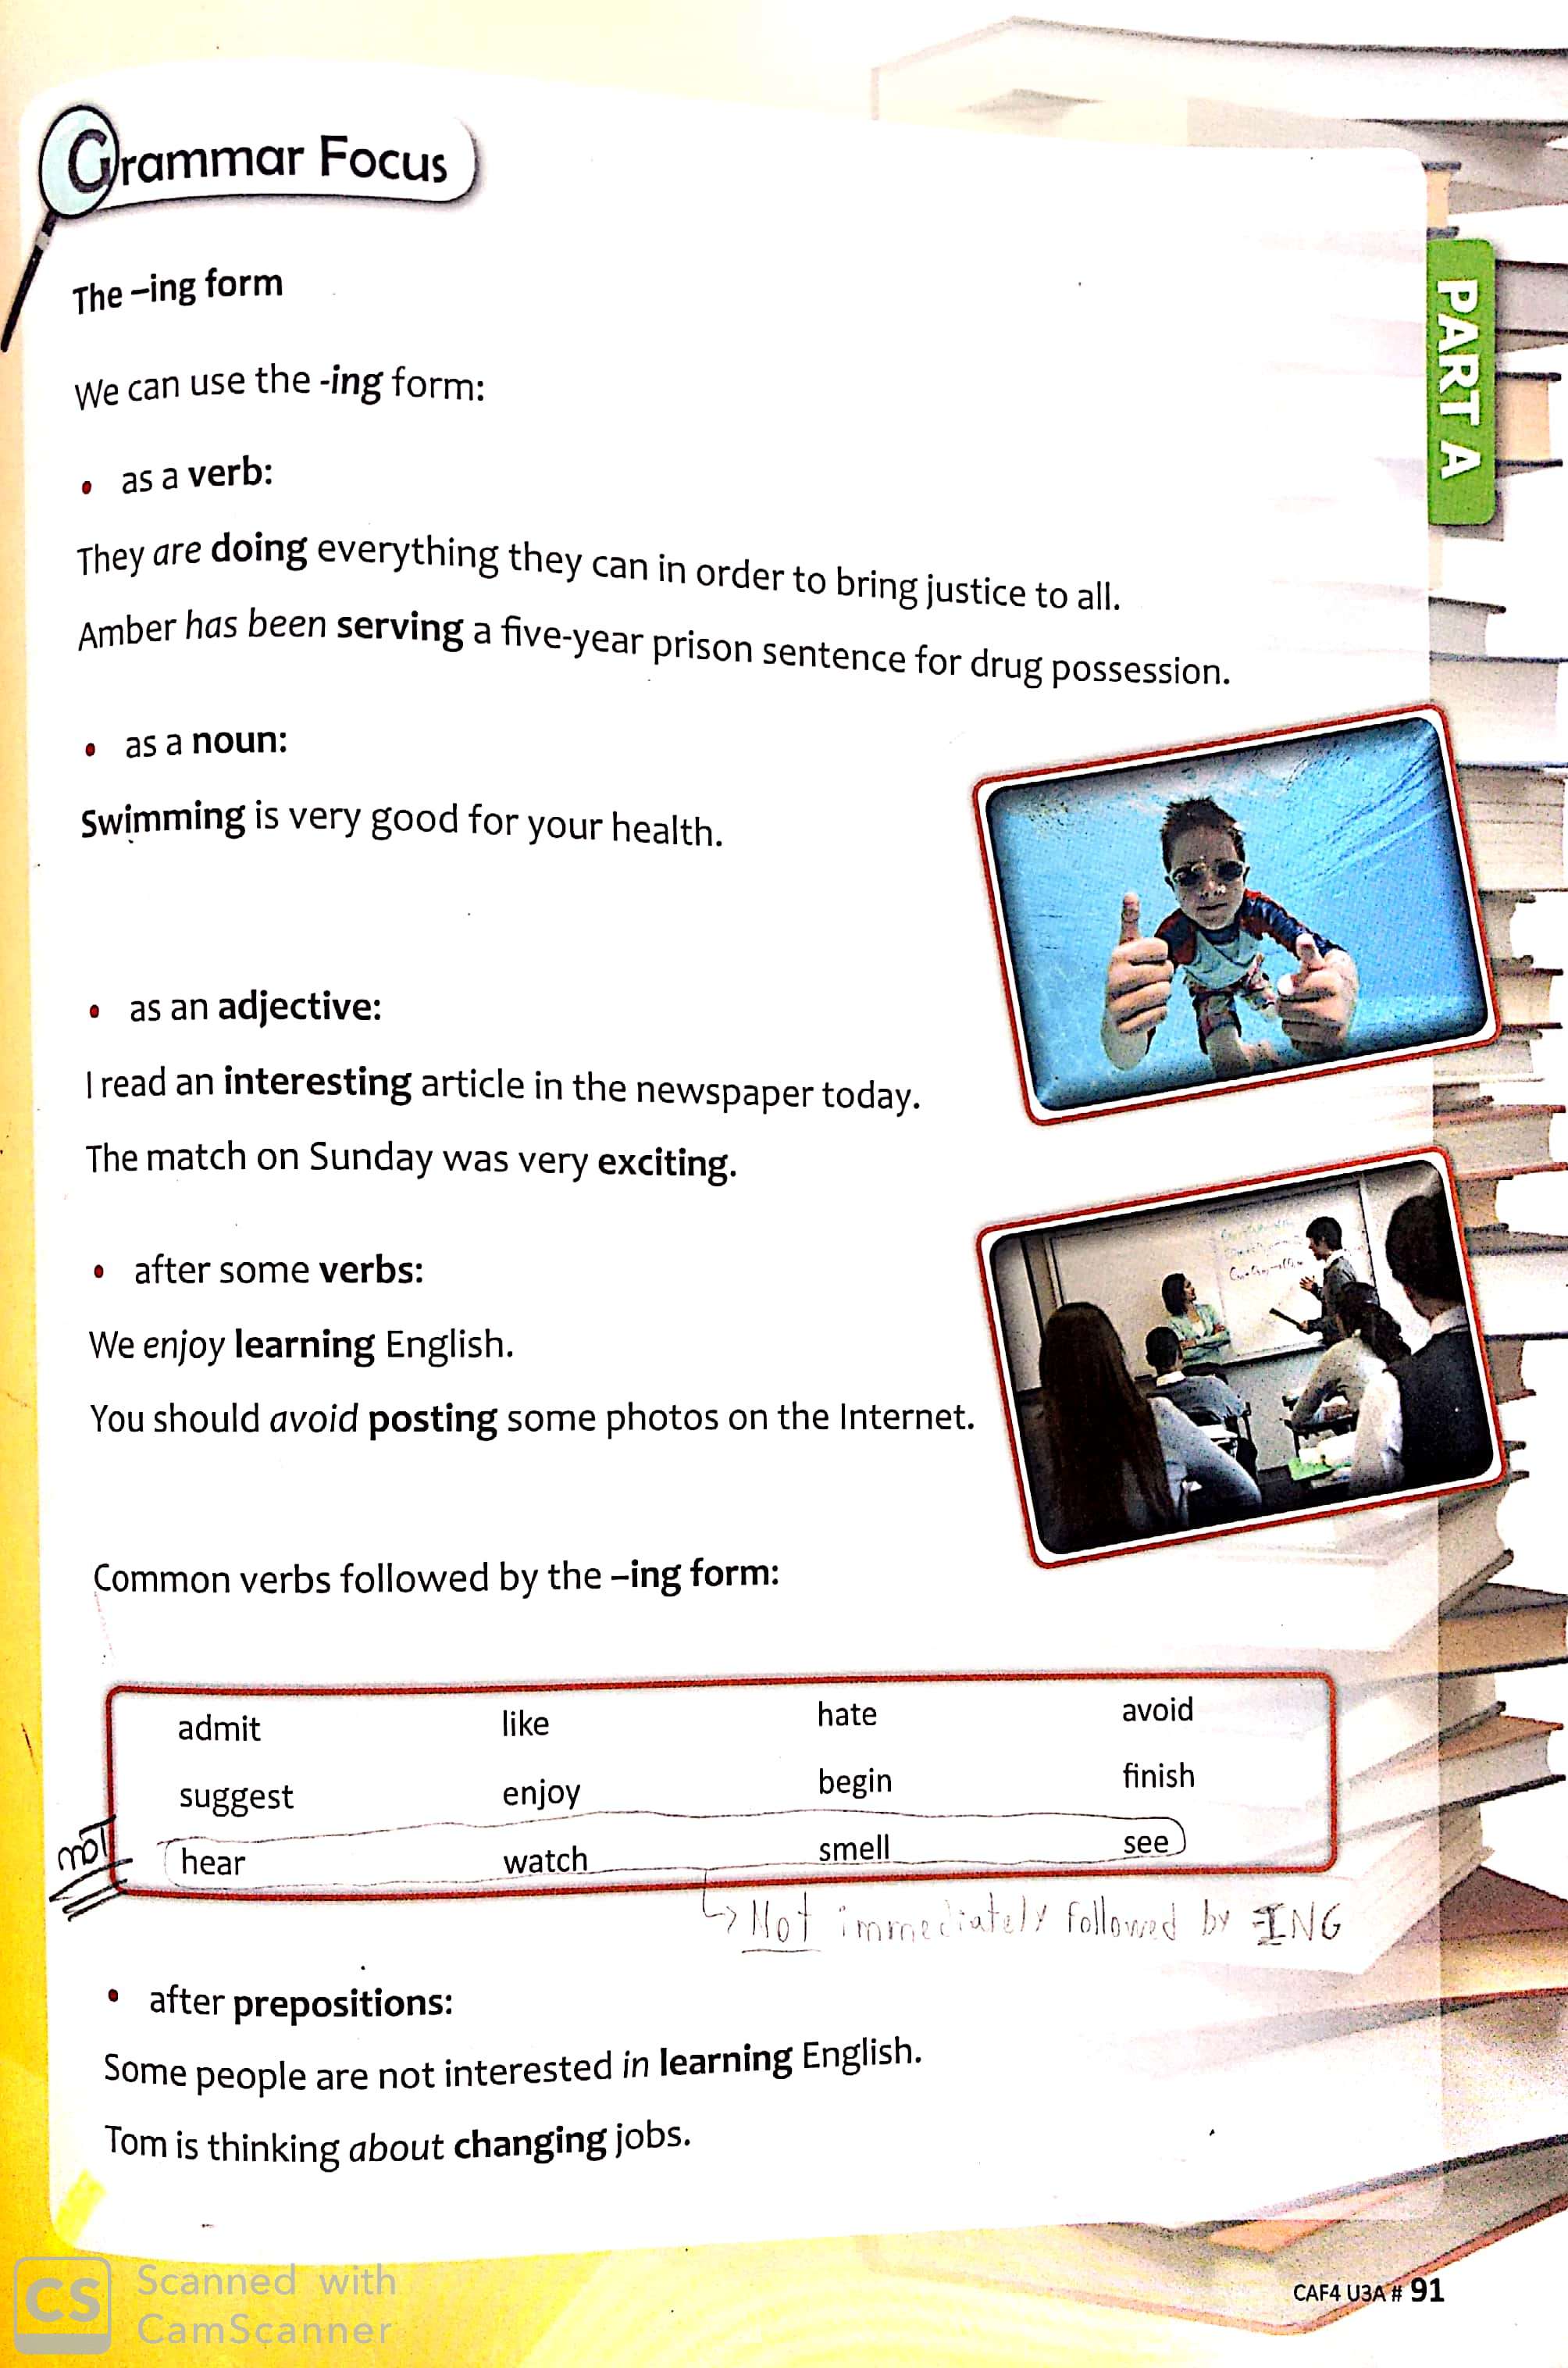 Grammar Focus
PART A
The –ing form
We can use the -ing form:
• as a verb:
They are doing everything they can in order to bring justice to all.
Amber has been serving a five-year prison sentence for drug possession.
• as a noun:
Swimming is very good for your health.
• as an adjective:
I read an interesting article in the newspaper today.
The match on Sunday was very exciting.
• after some verbs:
We enjoy learning English.
You should avoid posting some photos on the Internet.
Common verbs followed by the –ing form:
admit like hate avoid
suggest enjoy begin finish
hear watch smell see
not
↳ Not immediately followed by -ING
• after prepositions:
Some people are not interested in learning English.
Tom is thinking about changing jobs.
CAF4 U3A # 91
CS Scanned with
CamScanner